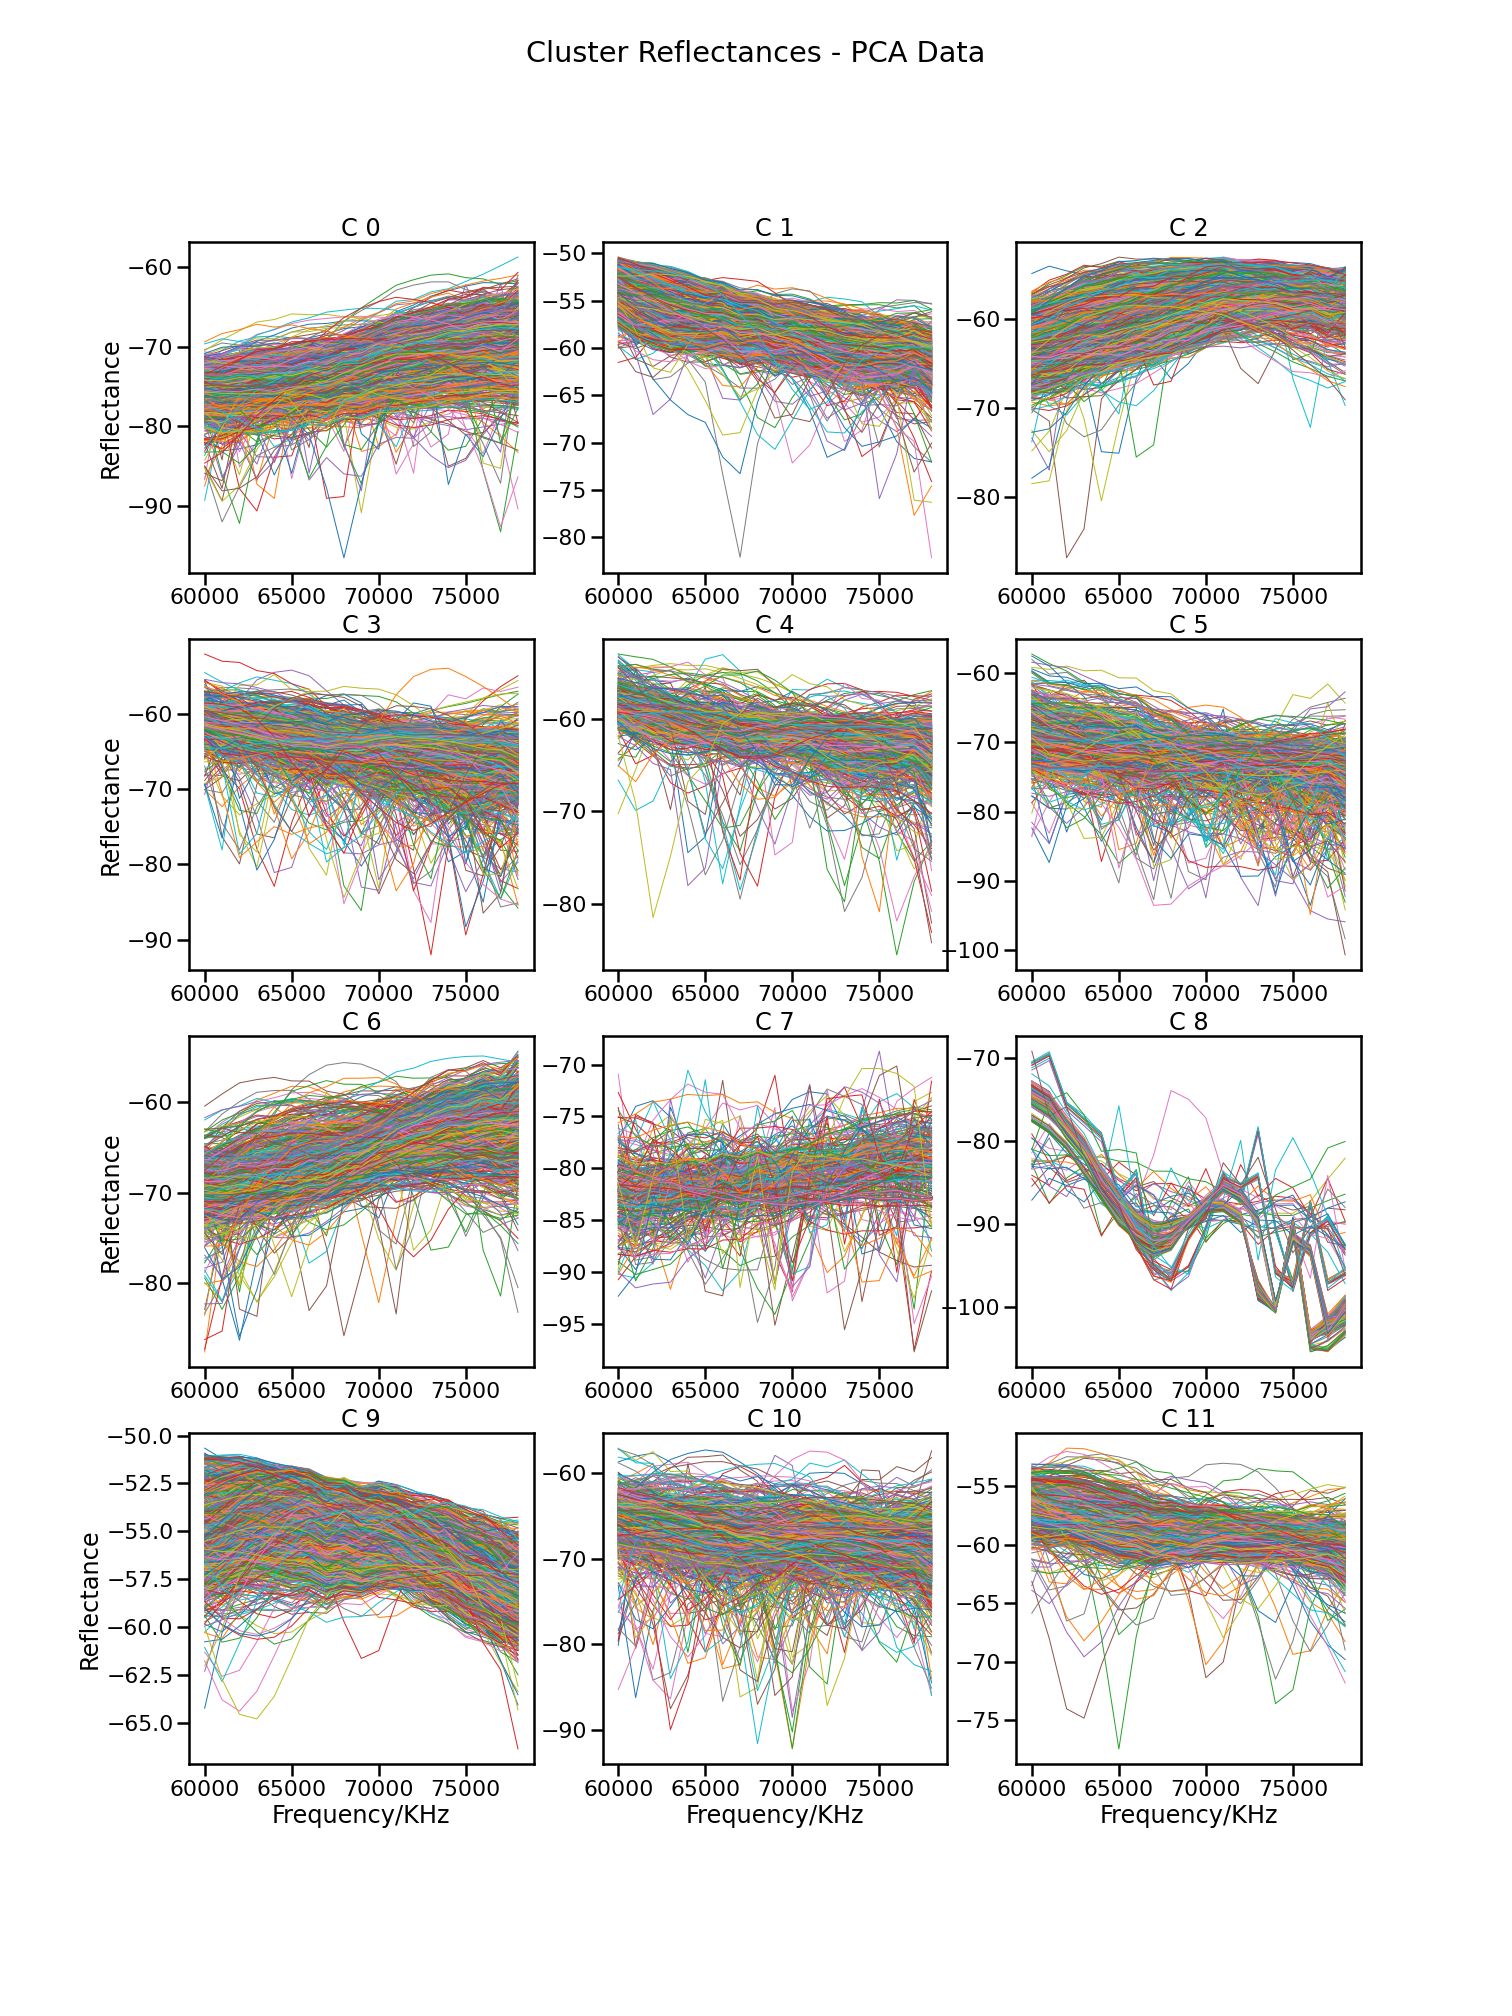 Cluster Reflectances - PCA Data
C 0 C 1 C 2
−60 −70 −80 −90 Reflectance
−50 −55 −60 −65 −70 −75 −80
−60 −70 −80
60000 65000 70000 75000 60000 65000 70000 75000 60000 65000 70000 75000
C 3 C 4 C 5
−60 −70 −80 −90 Reflectance
−60 −70 −80
−60 −70 −80 −90 −100
60000 65000 70000 75000 60000 65000 70000 75000 60000 65000 70000 75000
C 6 C 7 C 8
−60 −70 −80 Reflectance
−70 −75 −80 −85 −90 −95
−70 −80 −90 −100
60000 65000 70000 75000 60000 65000 70000 75000 60000 65000 70000 75000
C 9 C 10 C 11
−50.0 −52.5 −55.0 −57.5 −60.0 −62.5 −65.0 Reflectance
−60 −70 −80 −90
−55 −60 −65 −70 −75
60000 65000 70000 75000 60000 65000 70000 75000 60000 65000 70000 75000
Frequency/KHz Frequency/KHz Frequency/KHz